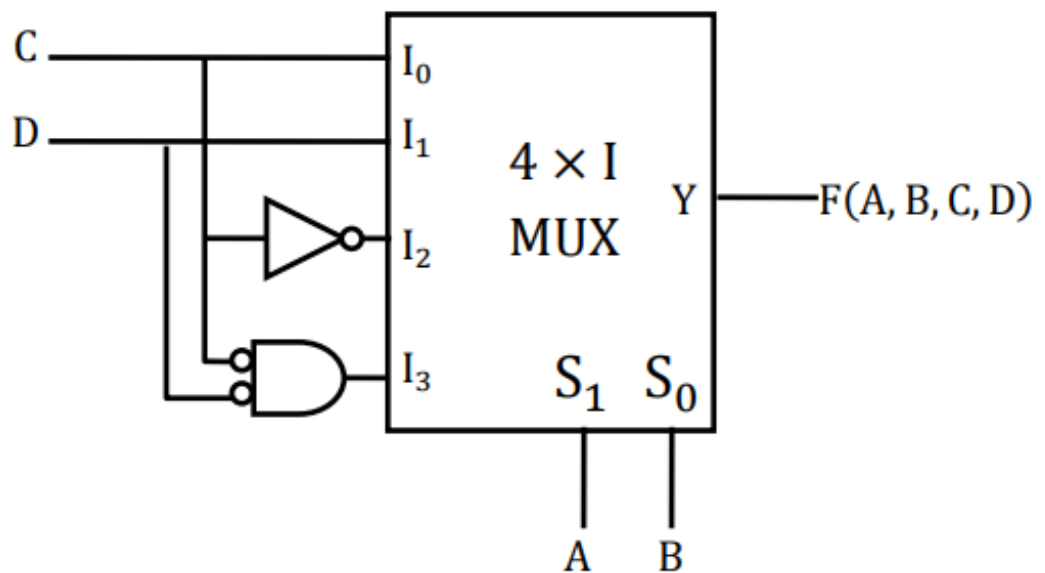 C
I₀
D
I₁
4 × I
MUX
Y
F(A, B, C, D)
I₂
I₃
S₁ S₀
A B